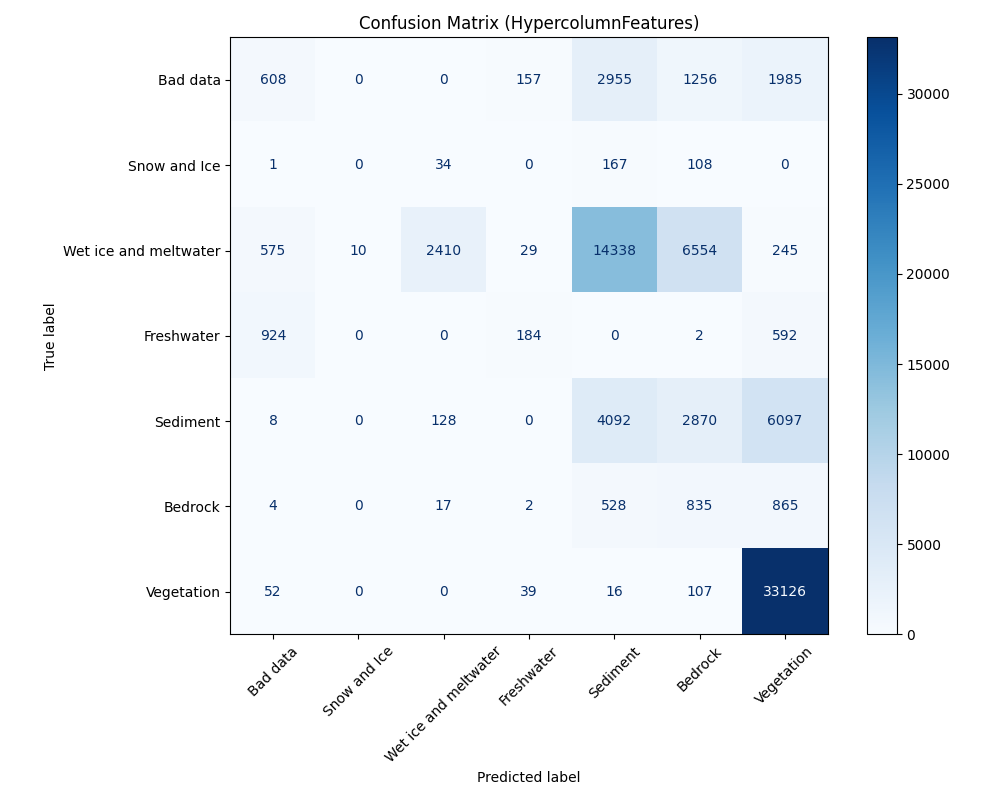 Confusion Matrix (HypercolumnFeatures)
True label
Bad data 608 0 0 157 2955 1256 1985
Snow and Ice 1 0 34 0 167 108 0
Wet ice and meltwater 575 10 2410 29 14338 6554 245
Freshwater 924 0 0 184 0 2 592
Sediment 8 0 128 0 4092 2870 6097
Bedrock 4 0 17 2 528 835 865
Vegetation 52 0 0 39 16 107 33126
Bad data Snow and Ice Wet ice and meltwater Freshwater Sediment Bedrock Vegetation
Predicted label
30000
25000
20000
15000
10000
5000
0